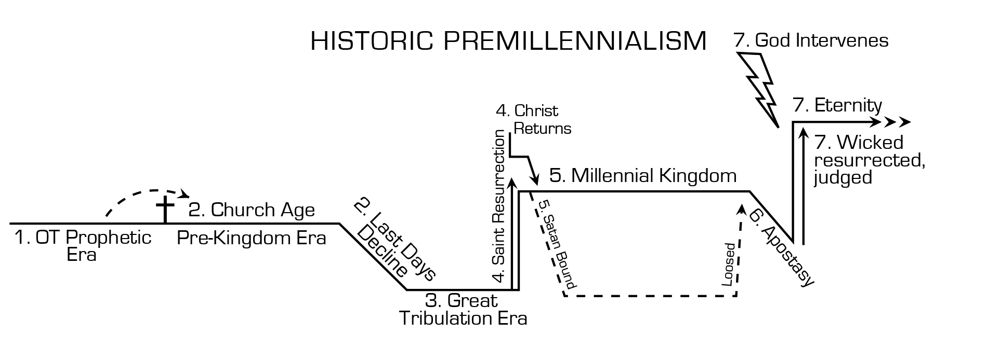 HISTORIC PREMILLENNIALISM
1. OT Prophetic
Era
2. Church Age
Pre-Kingdom Era
2. Last Days
Decline
3. Great
Tribulation Era
4. Saint Resurrection
4. Christ
Returns
5. Millennial Kingdom
5. Satan Bound
Loosed
6. Apostasy
7. God Intervenes
7. Eternity
7. Wicked
resurrected,
judged